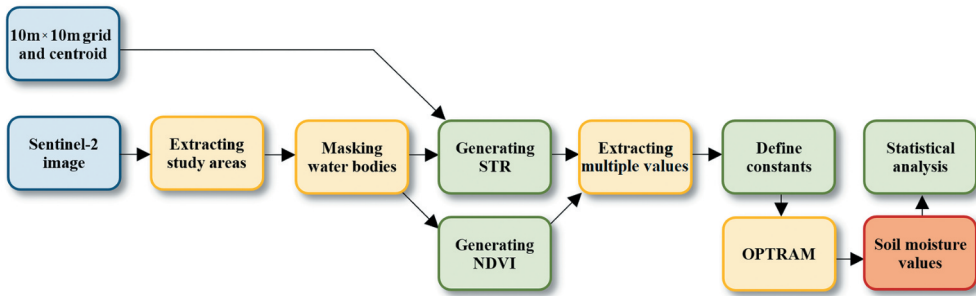 10m×10m grid
and centroid
Sentinel-2
image
Extracting
study areas
Masking
water bodies
Generating
STR
Generating
NDVI
Extracting
multiple values
Define
constants
OPTRAM
Soil moisture
values
Statistical
analysis